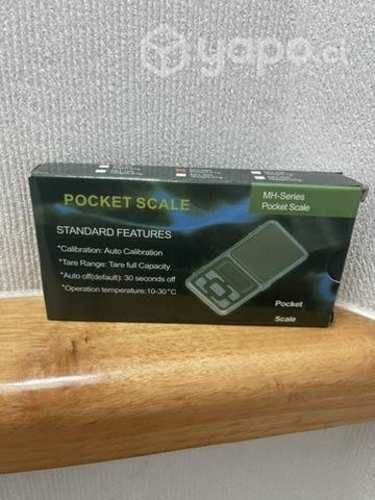 yapo.cl
POCKET SCALE
MH-Series
Pocket Scale
STANDARD FEATURES
*Calibration: Auto Calibration
*Tare Range: Tare full Capacity
*Auto off(default): 30 seconds off
*Operation temperature:10-30°C
Pocket
Scale